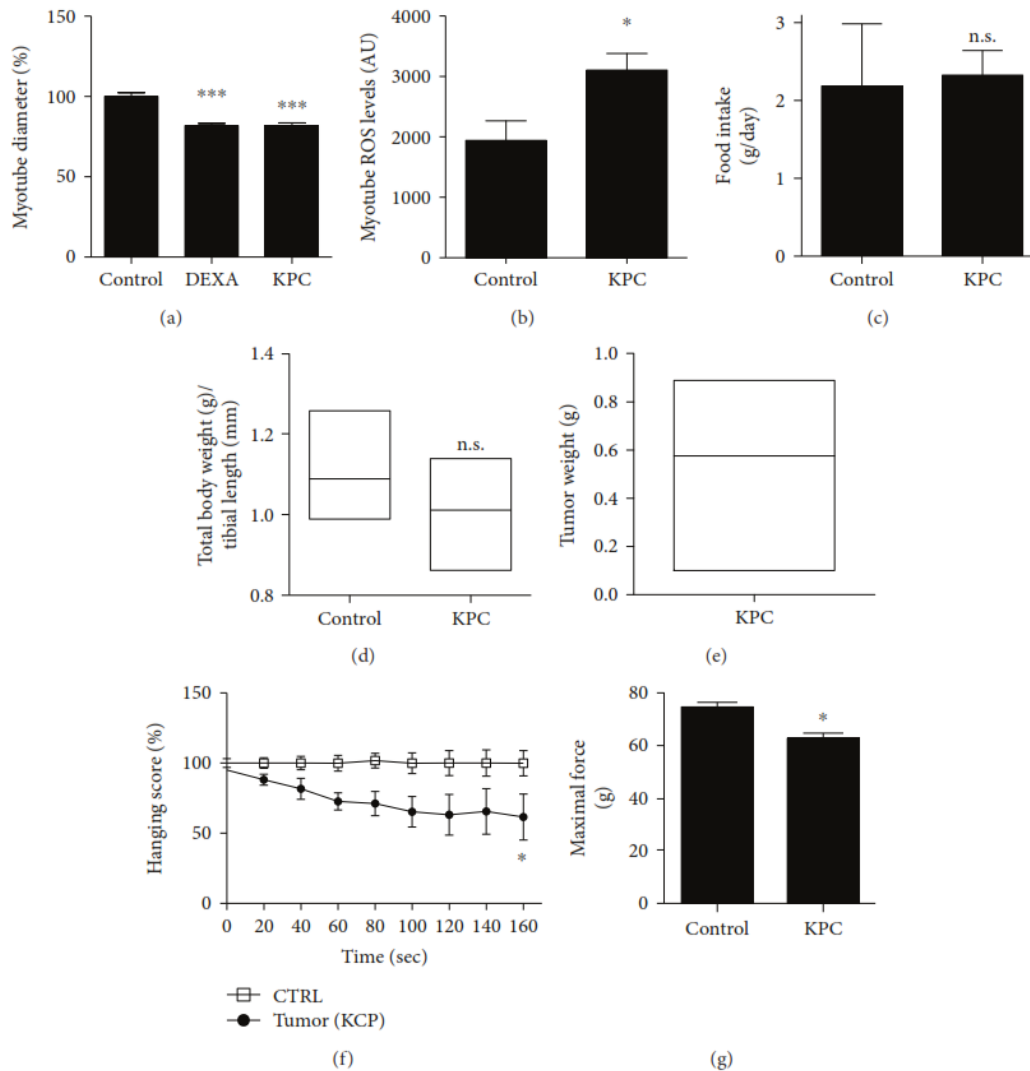 150
100
50
0
Myotube diameter (%)
***
***
Control
DEXA
KPC
(a)
4000
3000
2000
1000
0
Myotube ROS levels (AU)
*
Control
KPC
(b)
3
2
1
0
Food intake
(g/day)
n.s.
Control
KPC
(c)
1.4
1.2
1.0
0.8
Total body weight (g)/
tibial length (mm)
n.s.
Control
KPC
(d)
1.0
0.8
0.6
0.4
0.2
0.0
Tumor weight (g)
KPC
(e)
150
100
50
0
Hanging score (%)
*
0 20 40 60 80 100 120 140 160
Time (sec)
CTRL
Tumor (KCP)
(f)
80
60
40
20
0
Maximal force
(g)
*
Control
KPC
(g)